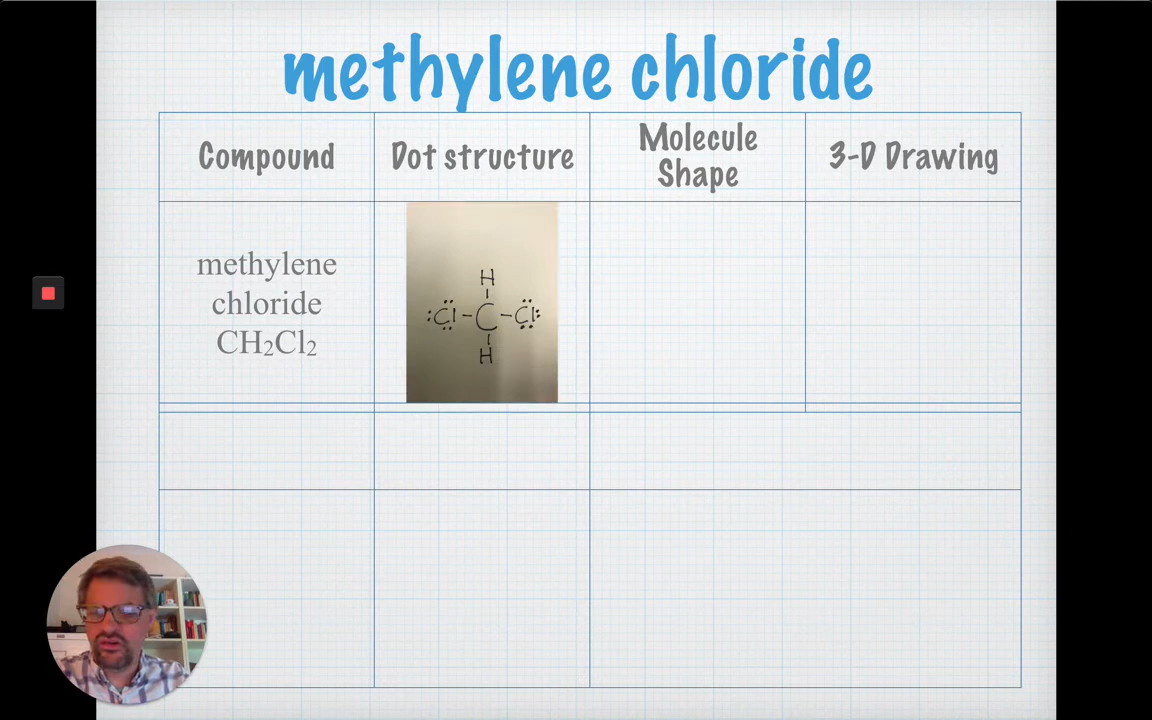 methylene chloride
Compound
Dot structure
Molecule
Shape
3-D Drawing
methylene
chloride
CH₂Cl₂
H
:Cl-C-Cl:
H